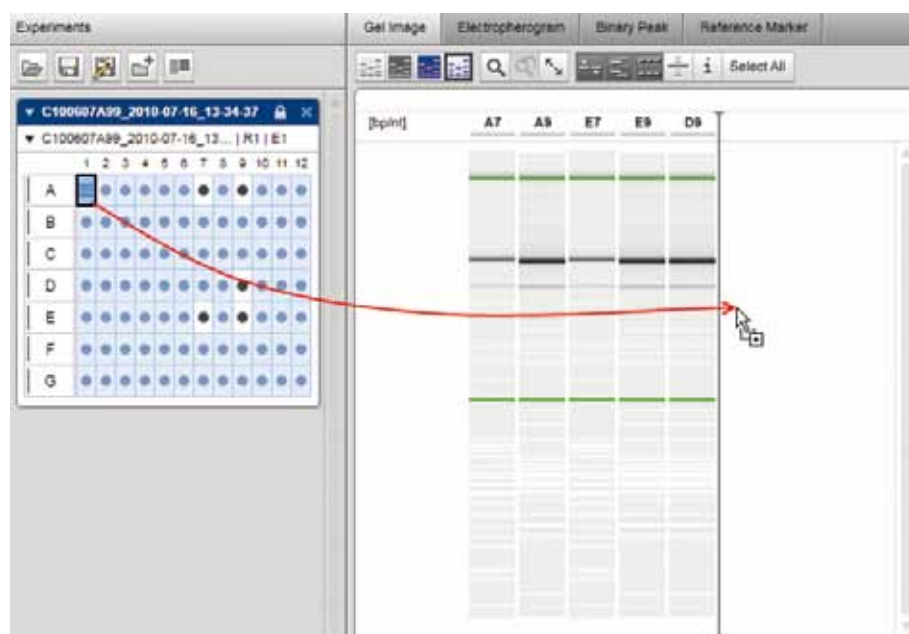 Experiments
Gel Image Electropherogram Binary Peak Reference Marker
i Select All
C100607A99_2010-07-16_13-34-37
C100607A99_2010-07-16_13... | R1 | E1
1 2 3 4 5 6 7 8 9 10 11 12
A
B
C
D
E
F
G
[bp/nt] A7 A9 E7 E9 D9